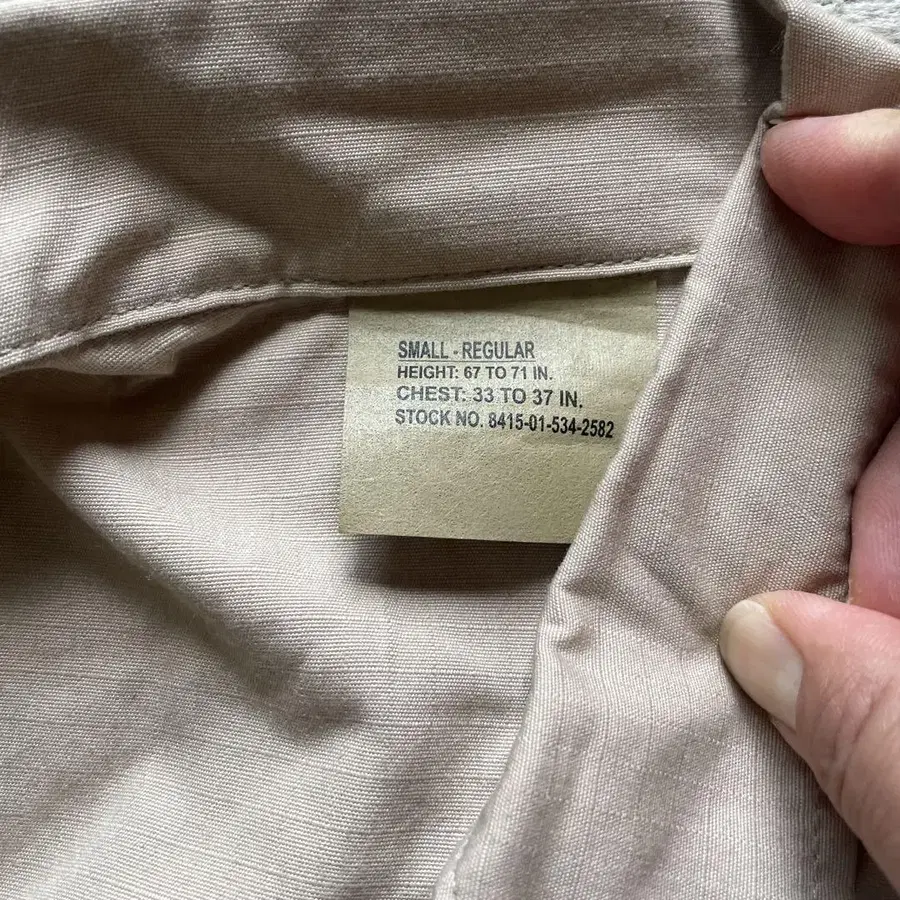 SMALL - REGULAR
HEIGHT: 67 TO 71 IN.
CHEST: 33 TO 37 IN.
STOCK NO. 8415-01-534-2582